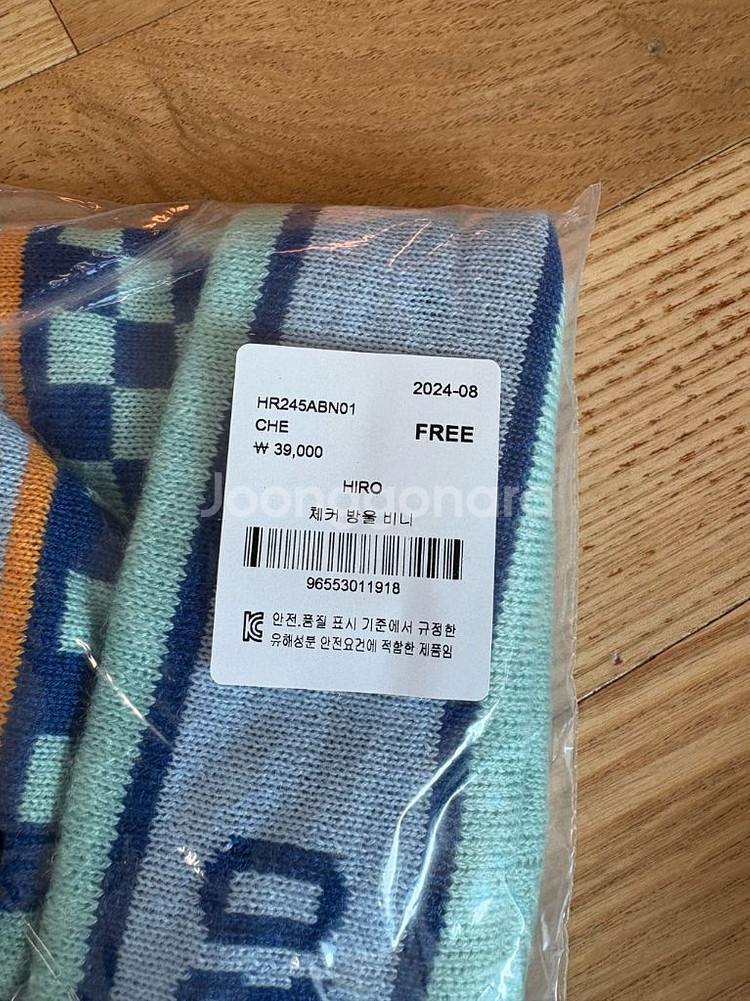 2024-08
HR245ABN01
CHE
FREE
₩ 39,000
HIRO
Joonggonara
체커 방울 비니
96553011918
안전.품질 표시 기준에서 규정한
유해성분 안전요건에 적합한 제품임